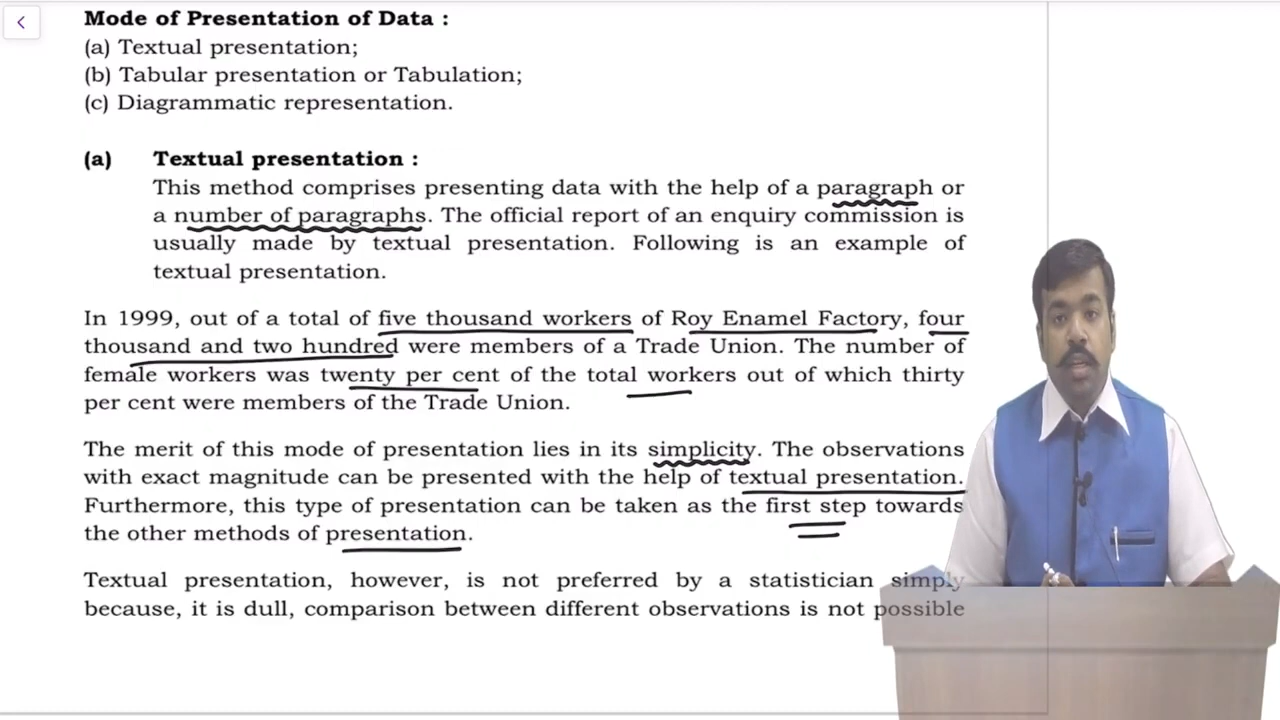 Mode of Presentation of Data :
(a) Textual presentation;
(b) Tabular presentation or Tabulation;
(c) Diagrammatic representation.
(a) Textual presentation :
This method comprises presenting data with the help of a paragraph or
a number of paragraphs. The official report of an enquiry commission is
usually made by textual presentation. Following is an example of
textual presentation.
In 1999, out of a total of five thousand workers of Roy Enamel Factory, four
thousand and two hundred were members of a Trade Union. The number of
female workers was twenty per cent of the total workers out of which thirty
per cent were members of the Trade Union.
The merit of this mode of presentation lies in its simplicity. The observations
with exact magnitude can be presented with the help of textual presentation.
Furthermore, this type of presentation can be taken as the first step towards
the other methods of presentation.
Textual presentation, however, is not preferred by a statistician simply
because, it is dull, comparison between different observations is not possible